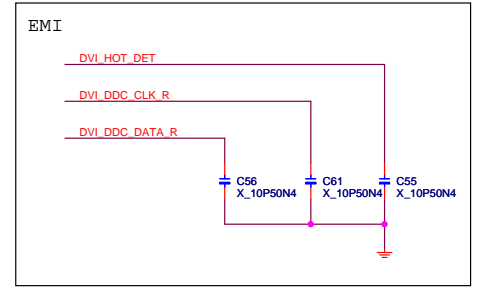 EMI
DVI_HOT_DET
DVI_DDC_CLK_R
DVI_DDC_DATA_R
C56
X_10P50N4
C61
X_10P50N4
C55
X_10P50N4